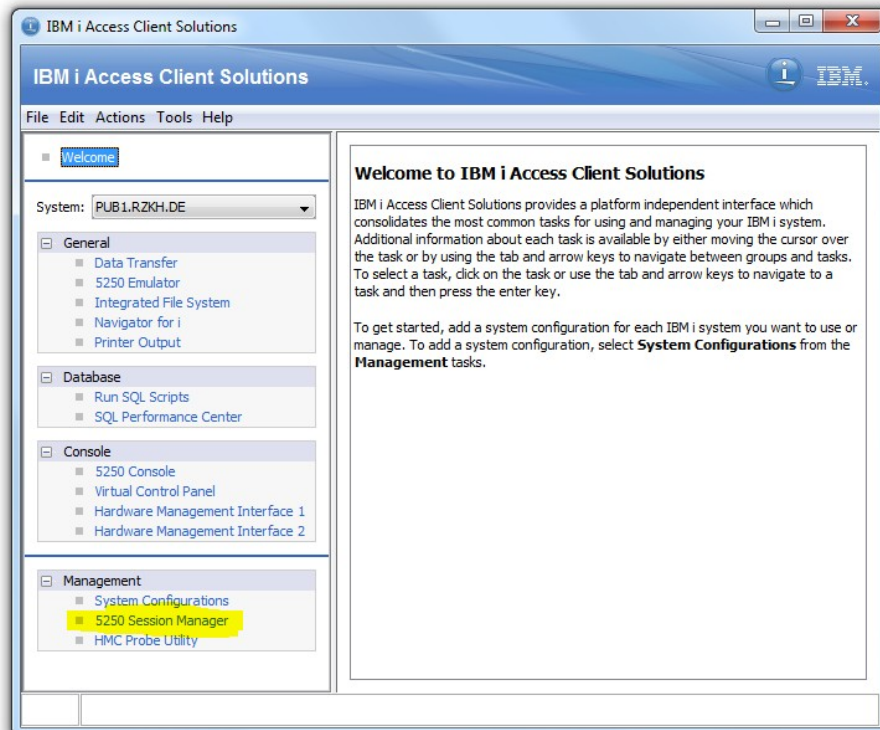 IBM i Access Client Solutions
IBM i Access Client Solutions
IBM.
File Edit Actions Tools Help
Welcome
System: PUB1.RZKH.DE
General
Data Transfer
5250 Emulator
Integrated File System
Navigator for i
Printer Output
Database
Run SQL Scripts
SQL Performance Center
Console
5250 Console
Virtual Control Panel
Hardware Management Interface 1
Hardware Management Interface 2
Management
System Configurations
5250 Session Manager
HMC Probe Utility
Welcome to IBM i Access Client Solutions
IBM i Access Client Solutions provides a platform independent interface which
consolidates the most common tasks for using and managing your IBM i system.
Additional information about each task is available by either moving the cursor over
the task or by using the tab and arrow keys to navigate between groups and tasks.
To select a task, click on the task or use the tab and arrow keys to navigate to a
task and then press the enter key.
To get started, add a system configuration for each IBM i system you want to use or
manage. To add a system configuration, select System Configurations from the
Management tasks.